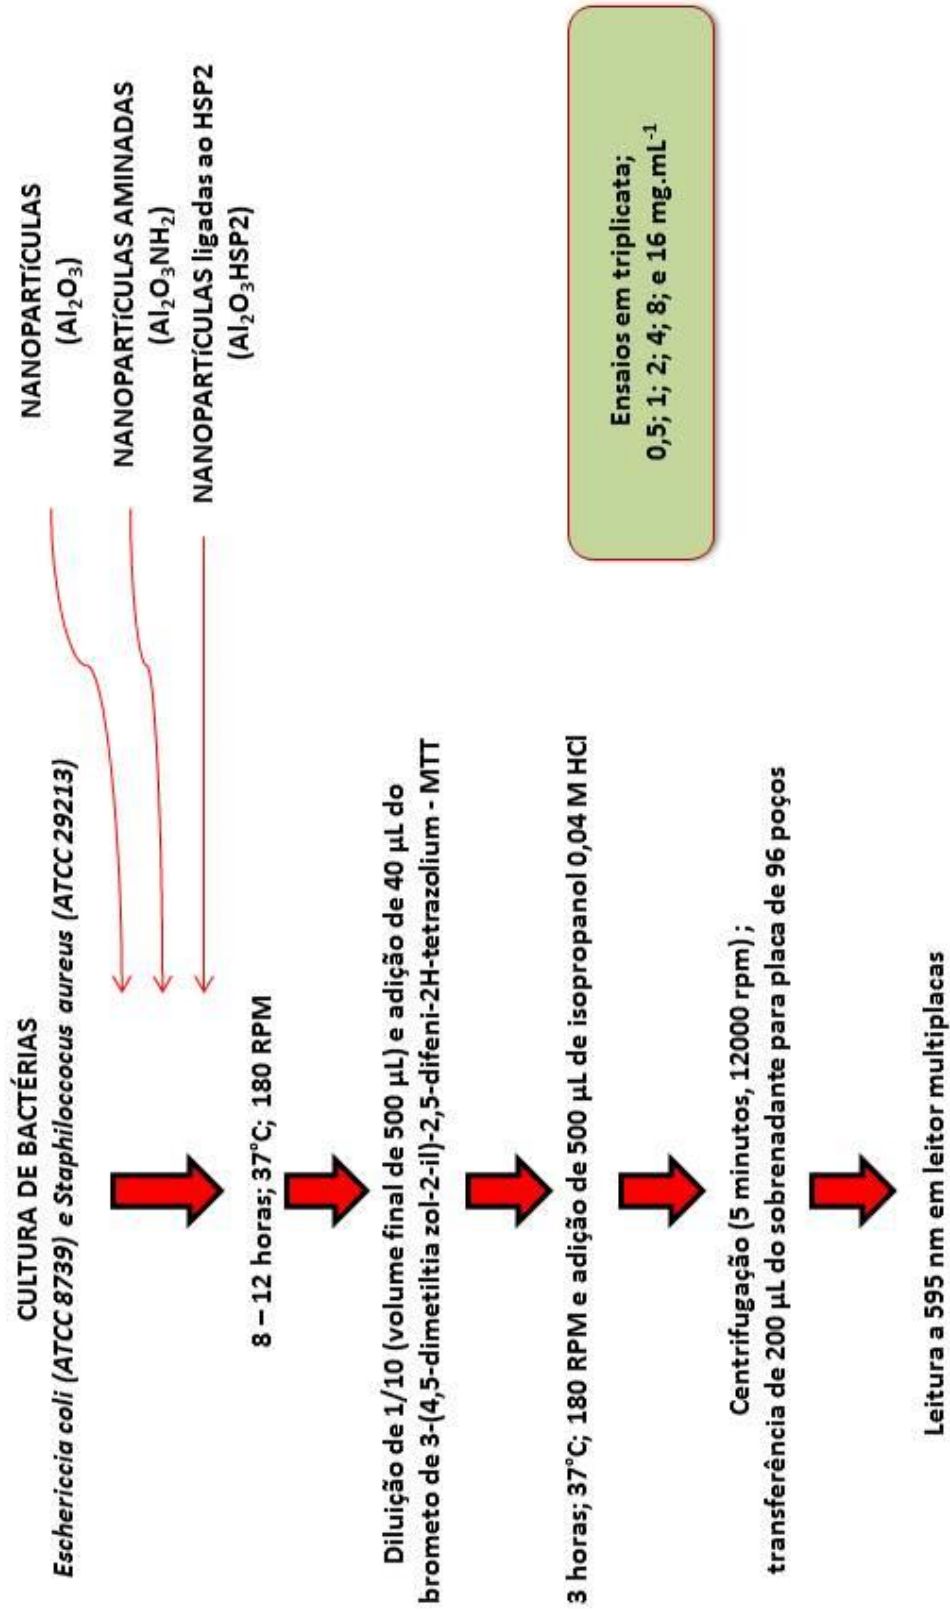 CULTURA DE BACTÉRIAS
Eschericcia coli (ATCC 8739) e Staphilococcus aureus (ATCC 29213)
NANOPARTíCULAS
(Al₂O₃)
NANOPARTíCULAS AMINADAS
(Al₂O₃NH₂)
NANOPARTíCULAS ligadas ao HSP2
(Al₂O₃HSP2)
8 – 12 horas; 37°C; 180 RPM
Diluição de 1/10 (volume final de 500 µL) e adição de 40 µL do
brometo de 3-(4,5-dimetiltia zol-2-il)-2,5-difeni-2H-tetrazolium - MTT
3 horas; 37°C; 180 RPM e adição de 500 µL de isopropanol 0,04 M HCl
Ensaios em triplicata;
0,5; 1; 2; 4; 8; e 16 mg.mL⁻¹
Centrifugação (5 minutos, 12000 rpm) ;
transferência de 200 µL do sobrenadante para placa de 96 poços
Leitura a 595 nm em leitor multiplacas